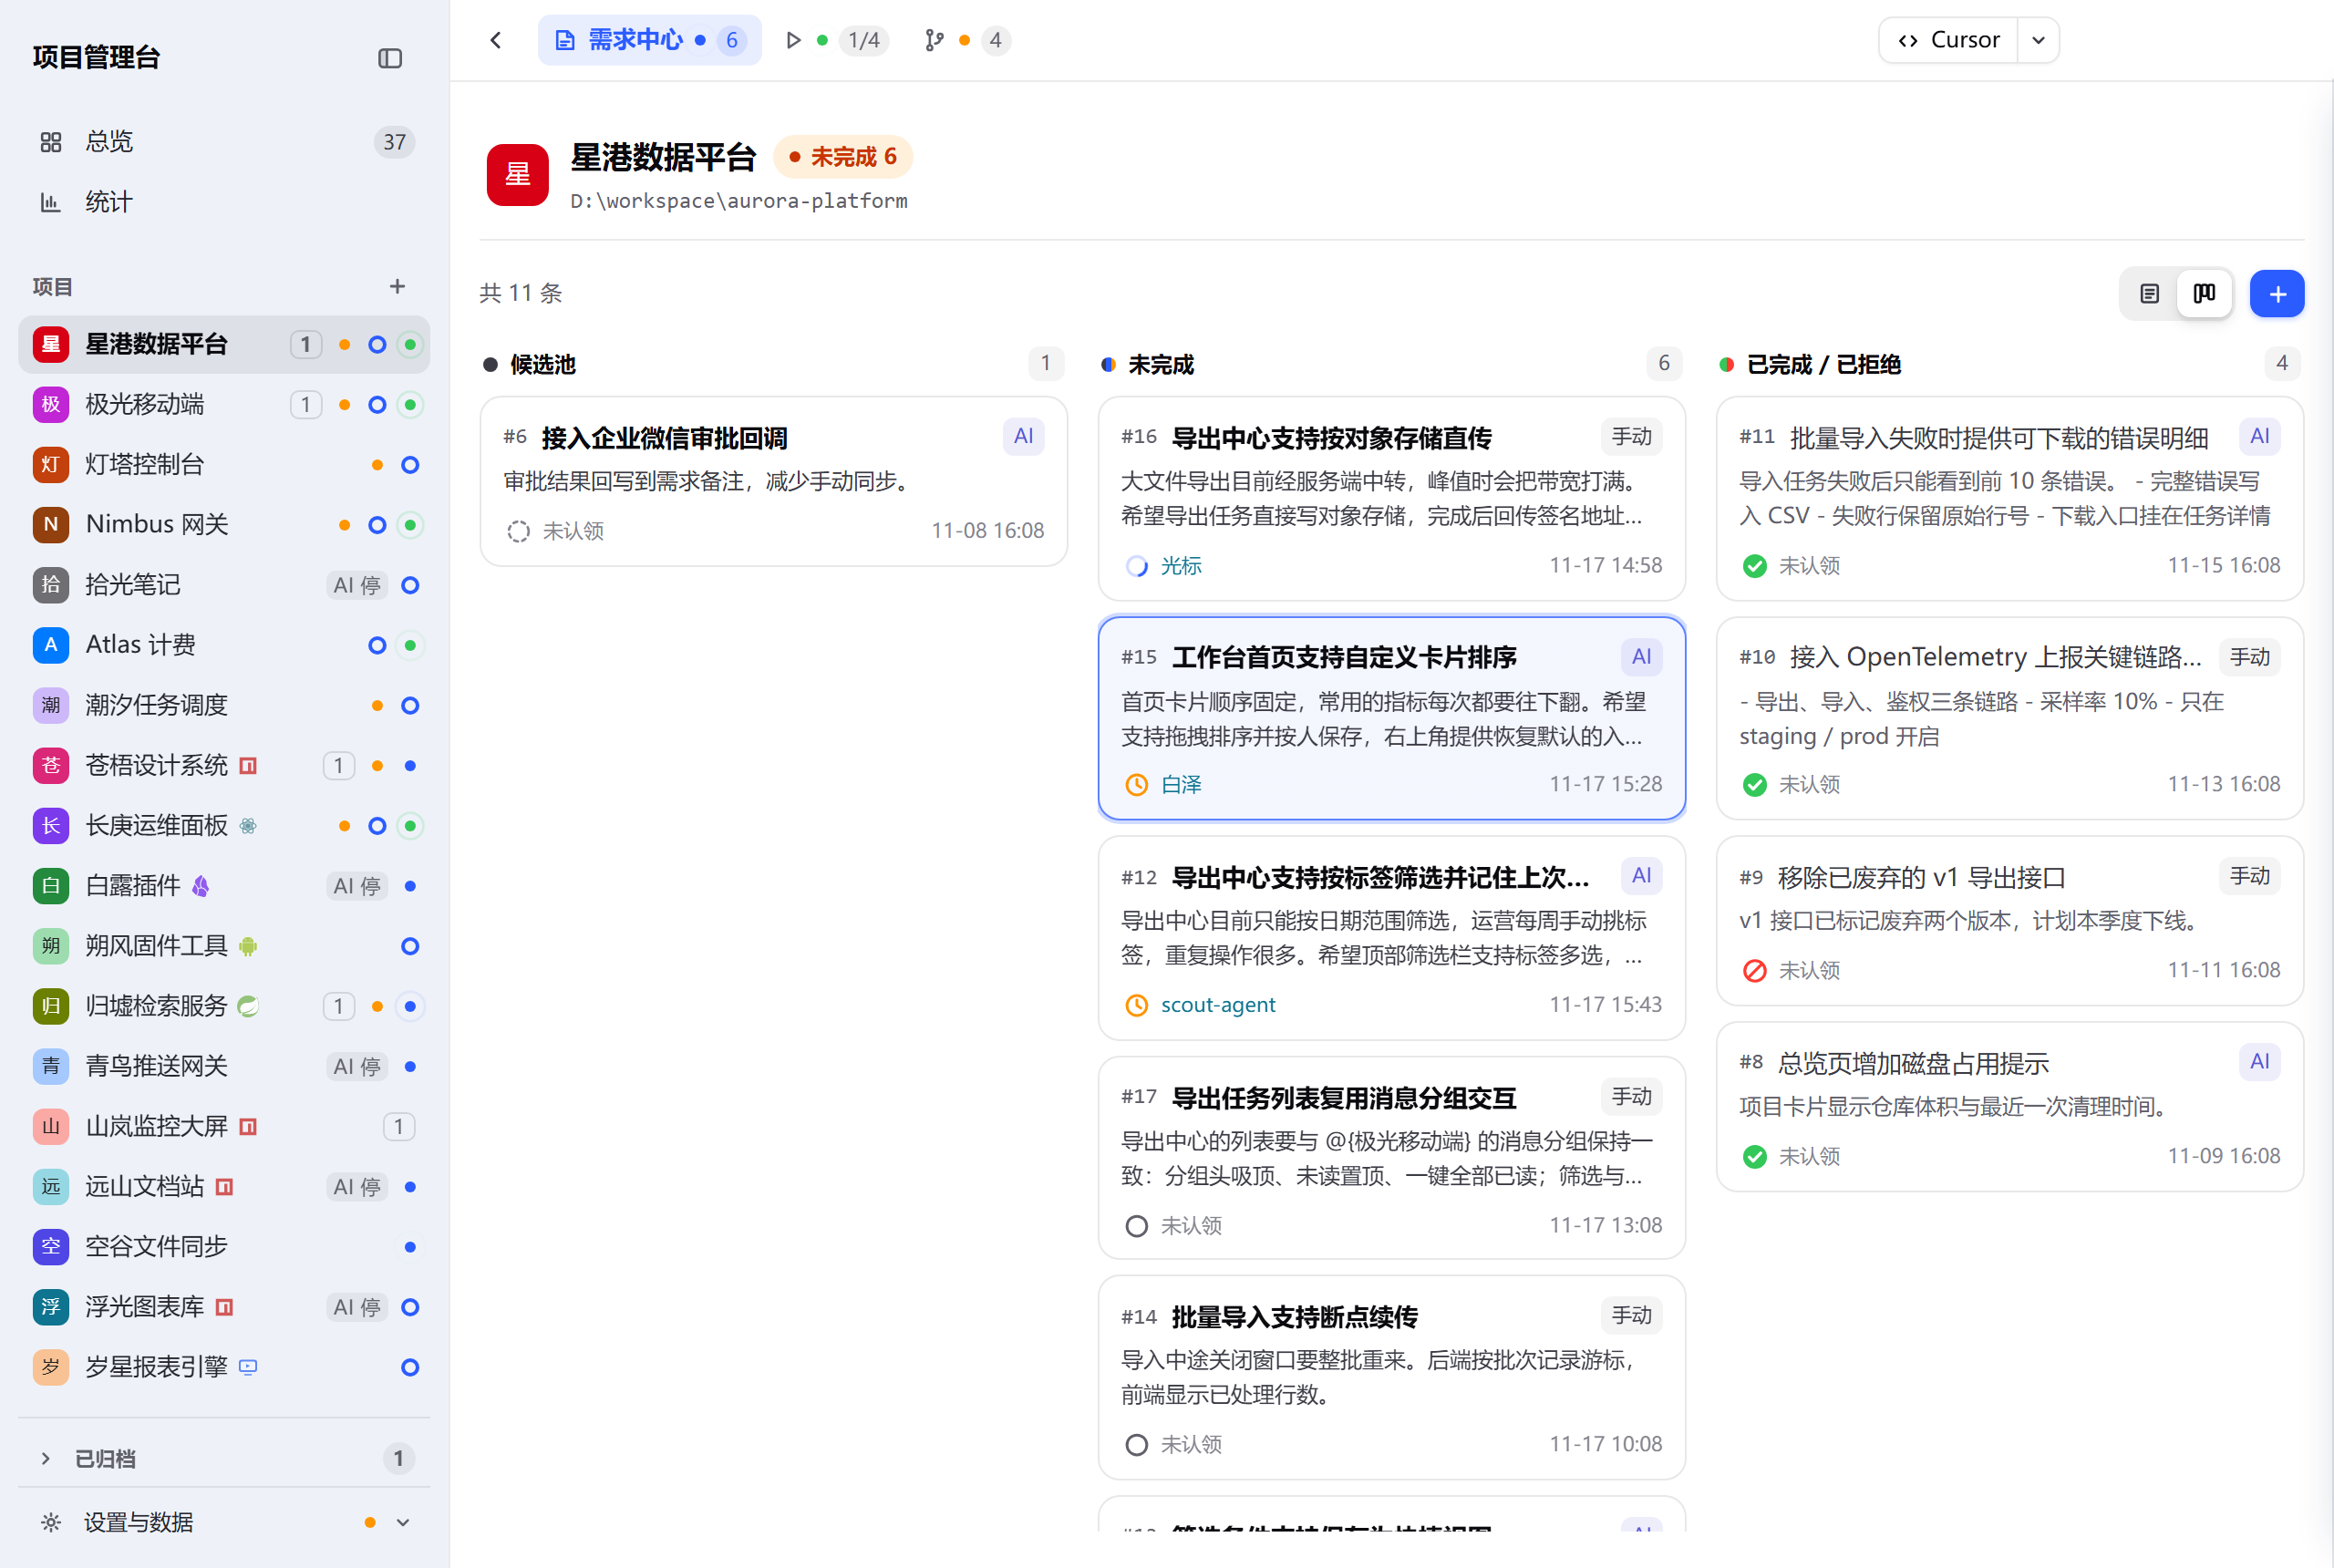 项目管理台
总览 37
统计
项目
星 星港数据平台 1
极 极光移动端 1
灯 灯塔控制台
N Nimbus 网关
拾 拾光笔记 AI 停
A Atlas 计费
潮 潮汐任务调度
苍 苍梧设计系统 1
长 长庚运维面板
白 白露插件 AI 停
朔 朔风固件工具
归 归墟检索服务 1
青 青鸟推送网关 AI 停
山 山岚监控大屏 1
远 远山文档站 AI 停
空 空谷文件同步
浮 浮光图表库 AI 停
岁 岁星报表引擎
已归档 1
设置与数据
需求中心 6 1/4 4
Cursor
星 星港数据平台 未完成 6
D:\workspace\aurora-platform
共 11 条
候选池 1
#6 接入企业微信审批回调 AI
审批结果回写到需求备注，减少手动同步。
未认领 11-08 16:08
未完成 6
#16 导出中心支持按对象存储直传 手动
大文件导出目前经服务端中转，峰值时会把带宽打满。
希望导出任务直接写对象存储，完成后回传签名地址...
光标 11-17 14:58
#15 工作台首页支持自定义卡片排序 AI
首页卡片顺序固定，常用的指标每次都要往下翻。希望
支持拖拽排序并按人保存，右上角提供恢复默认的入...
白泽 11-17 15:28
#12 导出中心支持按标签筛选并记住上次... AI
导出中心目前只能按日期范围筛选，运营每周手动挑标
签，重复操作很多。希望顶部筛选栏支持标签多选，...
scout-agent 11-17 15:43
#17 导出任务列表复用消息分组交互 手动
导出中心的列表要与 @{极光移动端} 的消息分组保持一
致：分组头吸顶、未读置顶、一键全部已读；筛选与...
未认领 11-17 13:08
#14 批量导入支持断点续传 手动
导入中途关闭窗口要整批重来。后端按批次记录游标，
前端显示已处理行数。
未认领 11-17 10:08
已完成 / 已拒绝 4
#11 批量导入失败时提供可下载的错误明细 AI
导入任务失败后只能看到前 10 条错误。 - 完整错误写
入 CSV - 失败行保留原始行号 - 下载入口挂在任务详情
未认领 11-15 16:08
#10 接入 OpenTelemetry 上报关键链路... 手动
- 导出、导入、鉴权三条链路 - 采样率 10% - 只在
staging / prod 开启
未认领 11-13 16:08
#9 移除已废弃的 v1 导出接口 手动
v1 接口已标记废弃两个版本，计划本季度下线。
未认领 11-11 16:08
#8 总览页增加磁盘占用提示 AI
项目卡片显示仓库体积与最近一次清理时间。
未认领 11-09 16:08